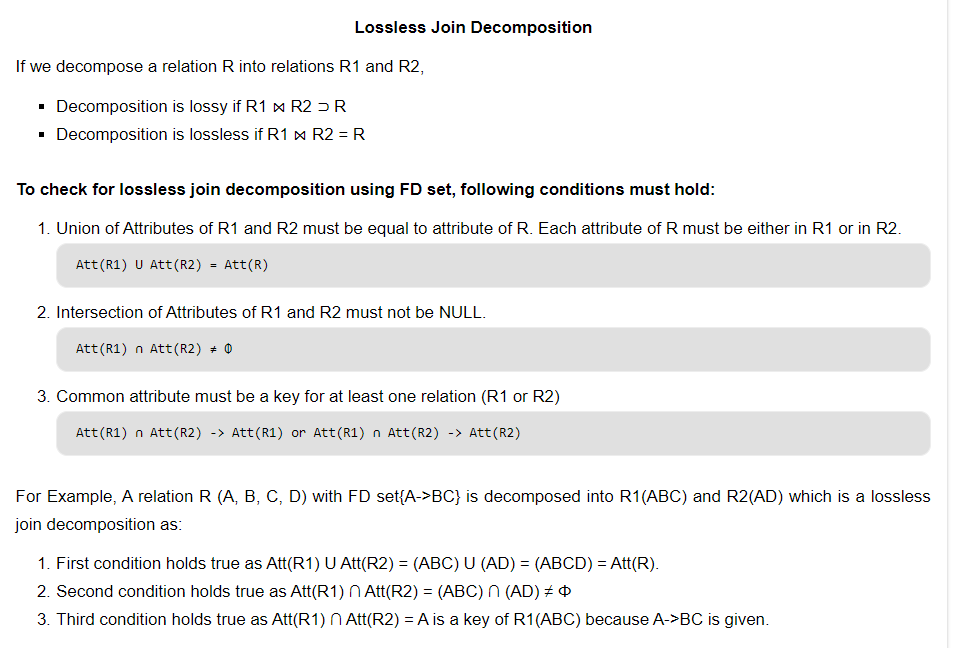 Lossless Join Decomposition
If we decompose a relation R into relations R1 and R2,
▪ Decomposition is lossy if R1 ⋈ R2 ⊃ R
▪ Decomposition is lossless if R1 ⋈ R2 = R
To check for lossless join decomposition using FD set, following conditions must hold:
1. Union of Attributes of R1 and R2 must be equal to attribute of R. Each attribute of R must be either in R1 or in R2.
Att(R1) U Att(R2) = Att(R)
2. Intersection of Attributes of R1 and R2 must not be NULL.
Att(R1) ∩ Att(R2) ≠ Φ
3. Common attribute must be a key for at least one relation (R1 or R2)
Att(R1) ∩ Att(R2) -> Att(R1) or Att(R1) ∩ Att(R2) -> Att(R2)
For Example, A relation R (A, B, C, D) with FD set{A->BC} is decomposed into R1(ABC) and R2(AD) which is a lossless
join decomposition as:
1. First condition holds true as Att(R1) U Att(R2) = (ABC) U (AD) = (ABCD) = Att(R).
2. Second condition holds true as Att(R1) ⋂ Att(R2) = (ABC) ⋂ (AD) ≠ Φ
3. Third condition holds true as Att(R1) ⋂ Att(R2) = A is a key of R1(ABC) because A->BC is given.